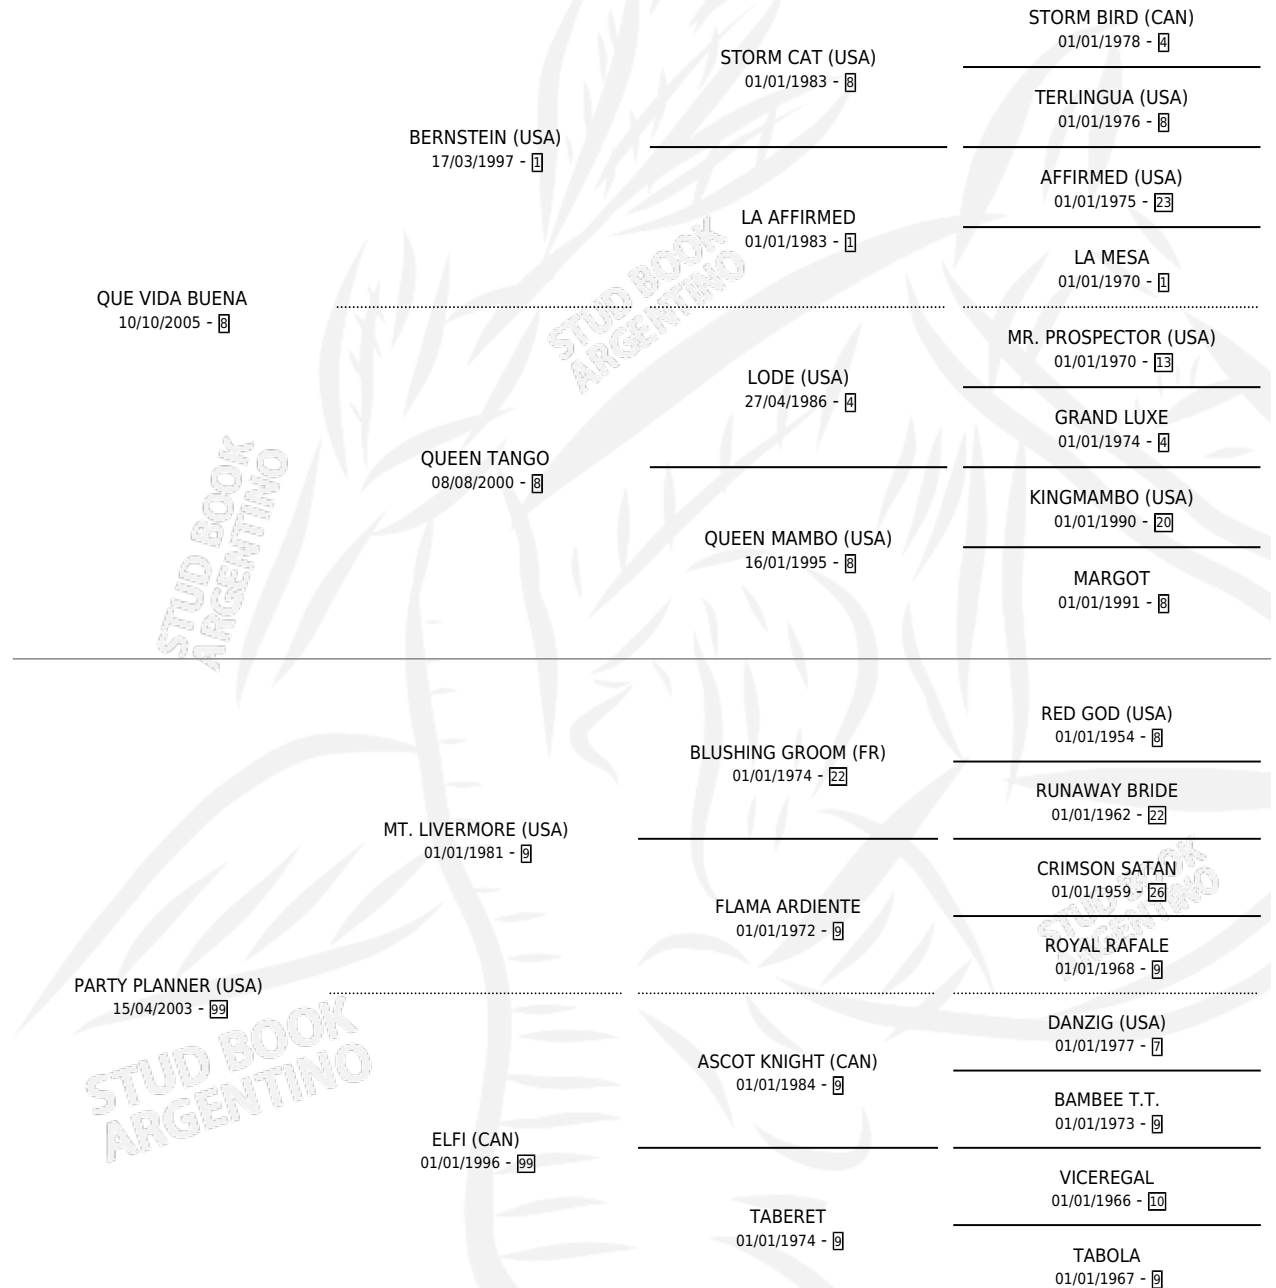 STORM BIRD (CAN)
01/01/1978 - 4
STORM CAT (USA)
01/01/1983 - 8
TERLINGUA (USA)
01/01/1976 - 8
BERNSTEIN (USA)
17/03/1997 - 1
AFFIRMED (USA)
01/01/1975 - 23
LA AFFIRMED
01/01/1983 - 1
LA MESA
01/01/1970 - 1
QUE VIDA BUENA
10/10/2005 - 8
MR. PROSPECTOR (USA)
01/01/1970 - 13
LODE (USA)
27/04/1986 - 4
GRAND LUXE
01/01/1974 - 4
QUEEN TANGO
08/08/2000 - 8
KINGMAMBO (USA)
01/01/1990 - 20
QUEEN MAMBO (USA)
16/01/1995 - 8
MARGOT
01/01/1991 - 8
STUD BOOK
ARGENTINO
STUD BOOK
ARGENTINO
RED GOD (USA)
01/01/1954 - 8
BLUSHING GROOM (FR)
01/01/1974 - 22
RUNAWAY BRIDE
01/01/1962 - 22
MT. LIVERMORE (USA)
01/01/1981 - 9
CRIMSON SATAN
01/01/1959 - 26
FLAMA ARDIENTE
01/01/1972 - 9
ROYAL RAFALE
01/01/1968 - 9
STUD BOOK
ARGENTINO
PARTY PLANNER (USA)
15/04/2003 - 99
DANZIG (USA)
01/01/1977 - 7
ASCOT KNIGHT (CAN)
01/01/1984 - 9
BAMBEE T.T.
01/01/1973 - 9
STUD BOOK
ARGENTINO
ELFI (CAN)
01/01/1996 - 99
VICEREGAL
01/01/1966 - 10
TABERET
01/01/1974 - 9
TABOLA
01/01/1967 - 9